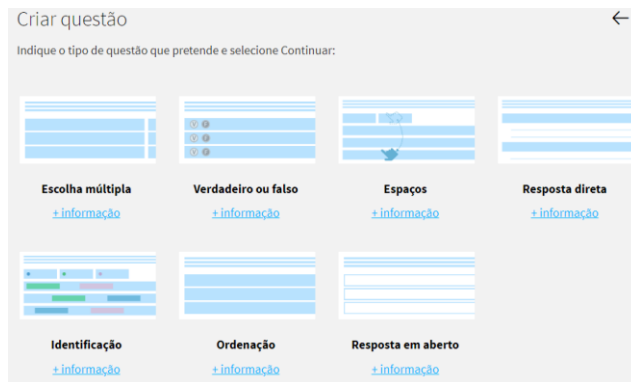 Criar questão
Indique o tipo de questão que pretende e selecione Continuar:
Escolha múltipla
+ informação
Verdadeiro ou falso
+ informação
Espaços
+ informação
Resposta direta
+ informação
Identificação
+ informação
Ordenação
+ informação
Resposta em aberto
+ informação